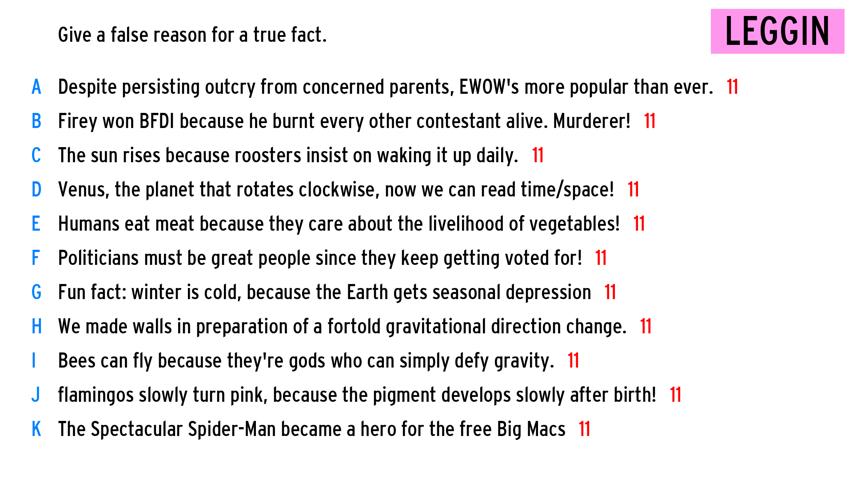 Give a false reason for a true fact.
LEGGIN
A Despite persisting outcry from concerned parents, EWOW's more popular than ever. 11
B Firey won BFDI because he burnt every other contestant alive. Murderer! 11
C The sun rises because roosters insist on waking it up daily. 11
D Venus, the planet that rotates clockwise, now we can read time/space! 11
E Humans eat meat because they care about the livelihood of vegetables! 11
F Politicians must be great people since they keep getting voted for! 11
G Fun fact: winter is cold, because the Earth gets seasonal depression 11
H We made walls in preparation of a fortold gravitational direction change. 11
I Bees can fly because they're gods who can simply defy gravity. 11
J flamingos slowly turn pink, because the pigment develops slowly after birth! 11
K The Spectacular Spider-Man became a hero for the free Big Macs 11